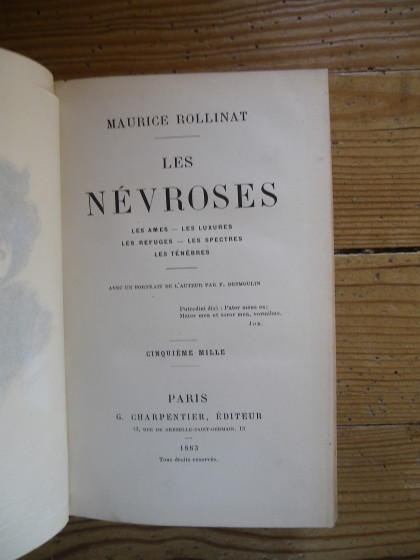 MAURICE ROLLINAT
LES
NÉVROSES
LES AMES — LES LUXURES
LES REFUGES — LES SPECTRES
LES TÉNÈBRES
AVEC UN PORTRAIT DE L'AUTEUR PAR F. DESMOULIN
Putredini dixi : Pater meus es;
Mater mea et soror mea, vermibus.
JOB.
CINQUIÈME MILLE
PARIS
G. CHARPENTIER, ÉDITEUR
13, RUE DE GRENELLE-SAINT-GERMAIN, 13
1883
Tous droits réservés.